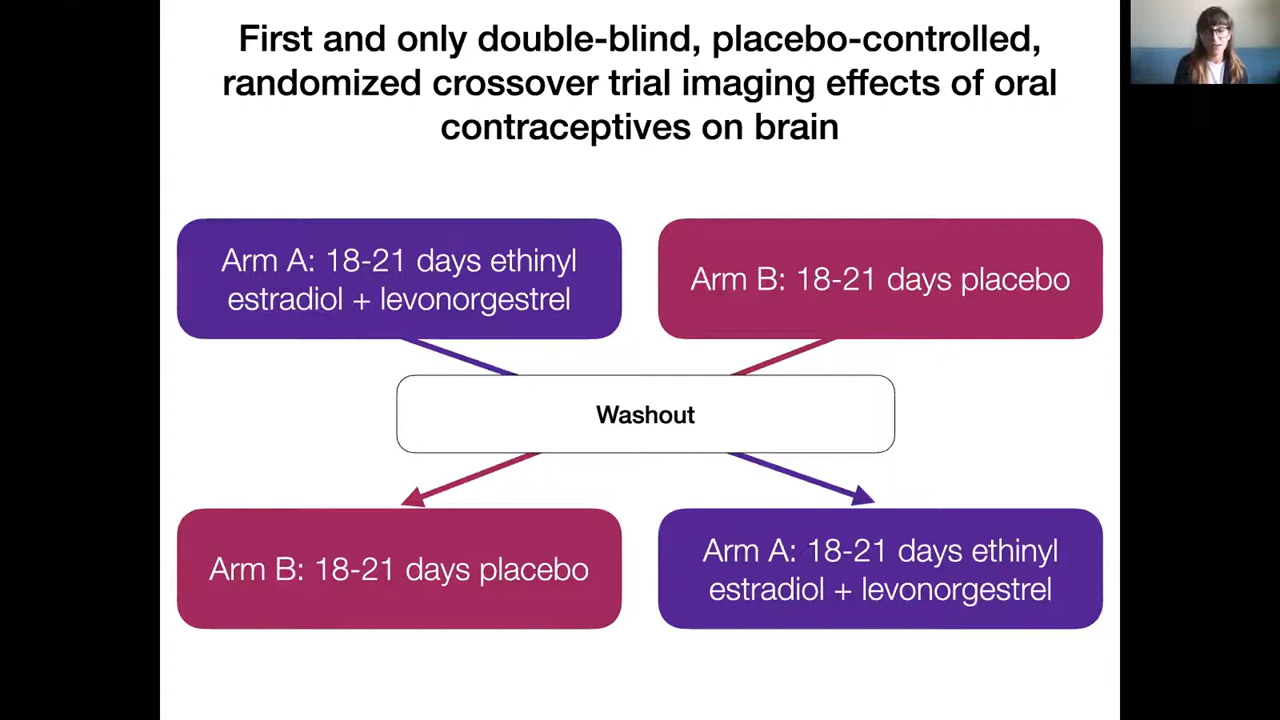 First and only double-blind, placebo-controlled,
randomized crossover trial imaging effects of oral
contraceptives on brain
Arm A: 18-21 days ethinyl
estradiol + levonorgestrel
Arm B: 18-21 days placebo
Washout
Arm B: 18-21 days placebo
Arm A: 18-21 days ethinyl
estradiol + levonorgestrel